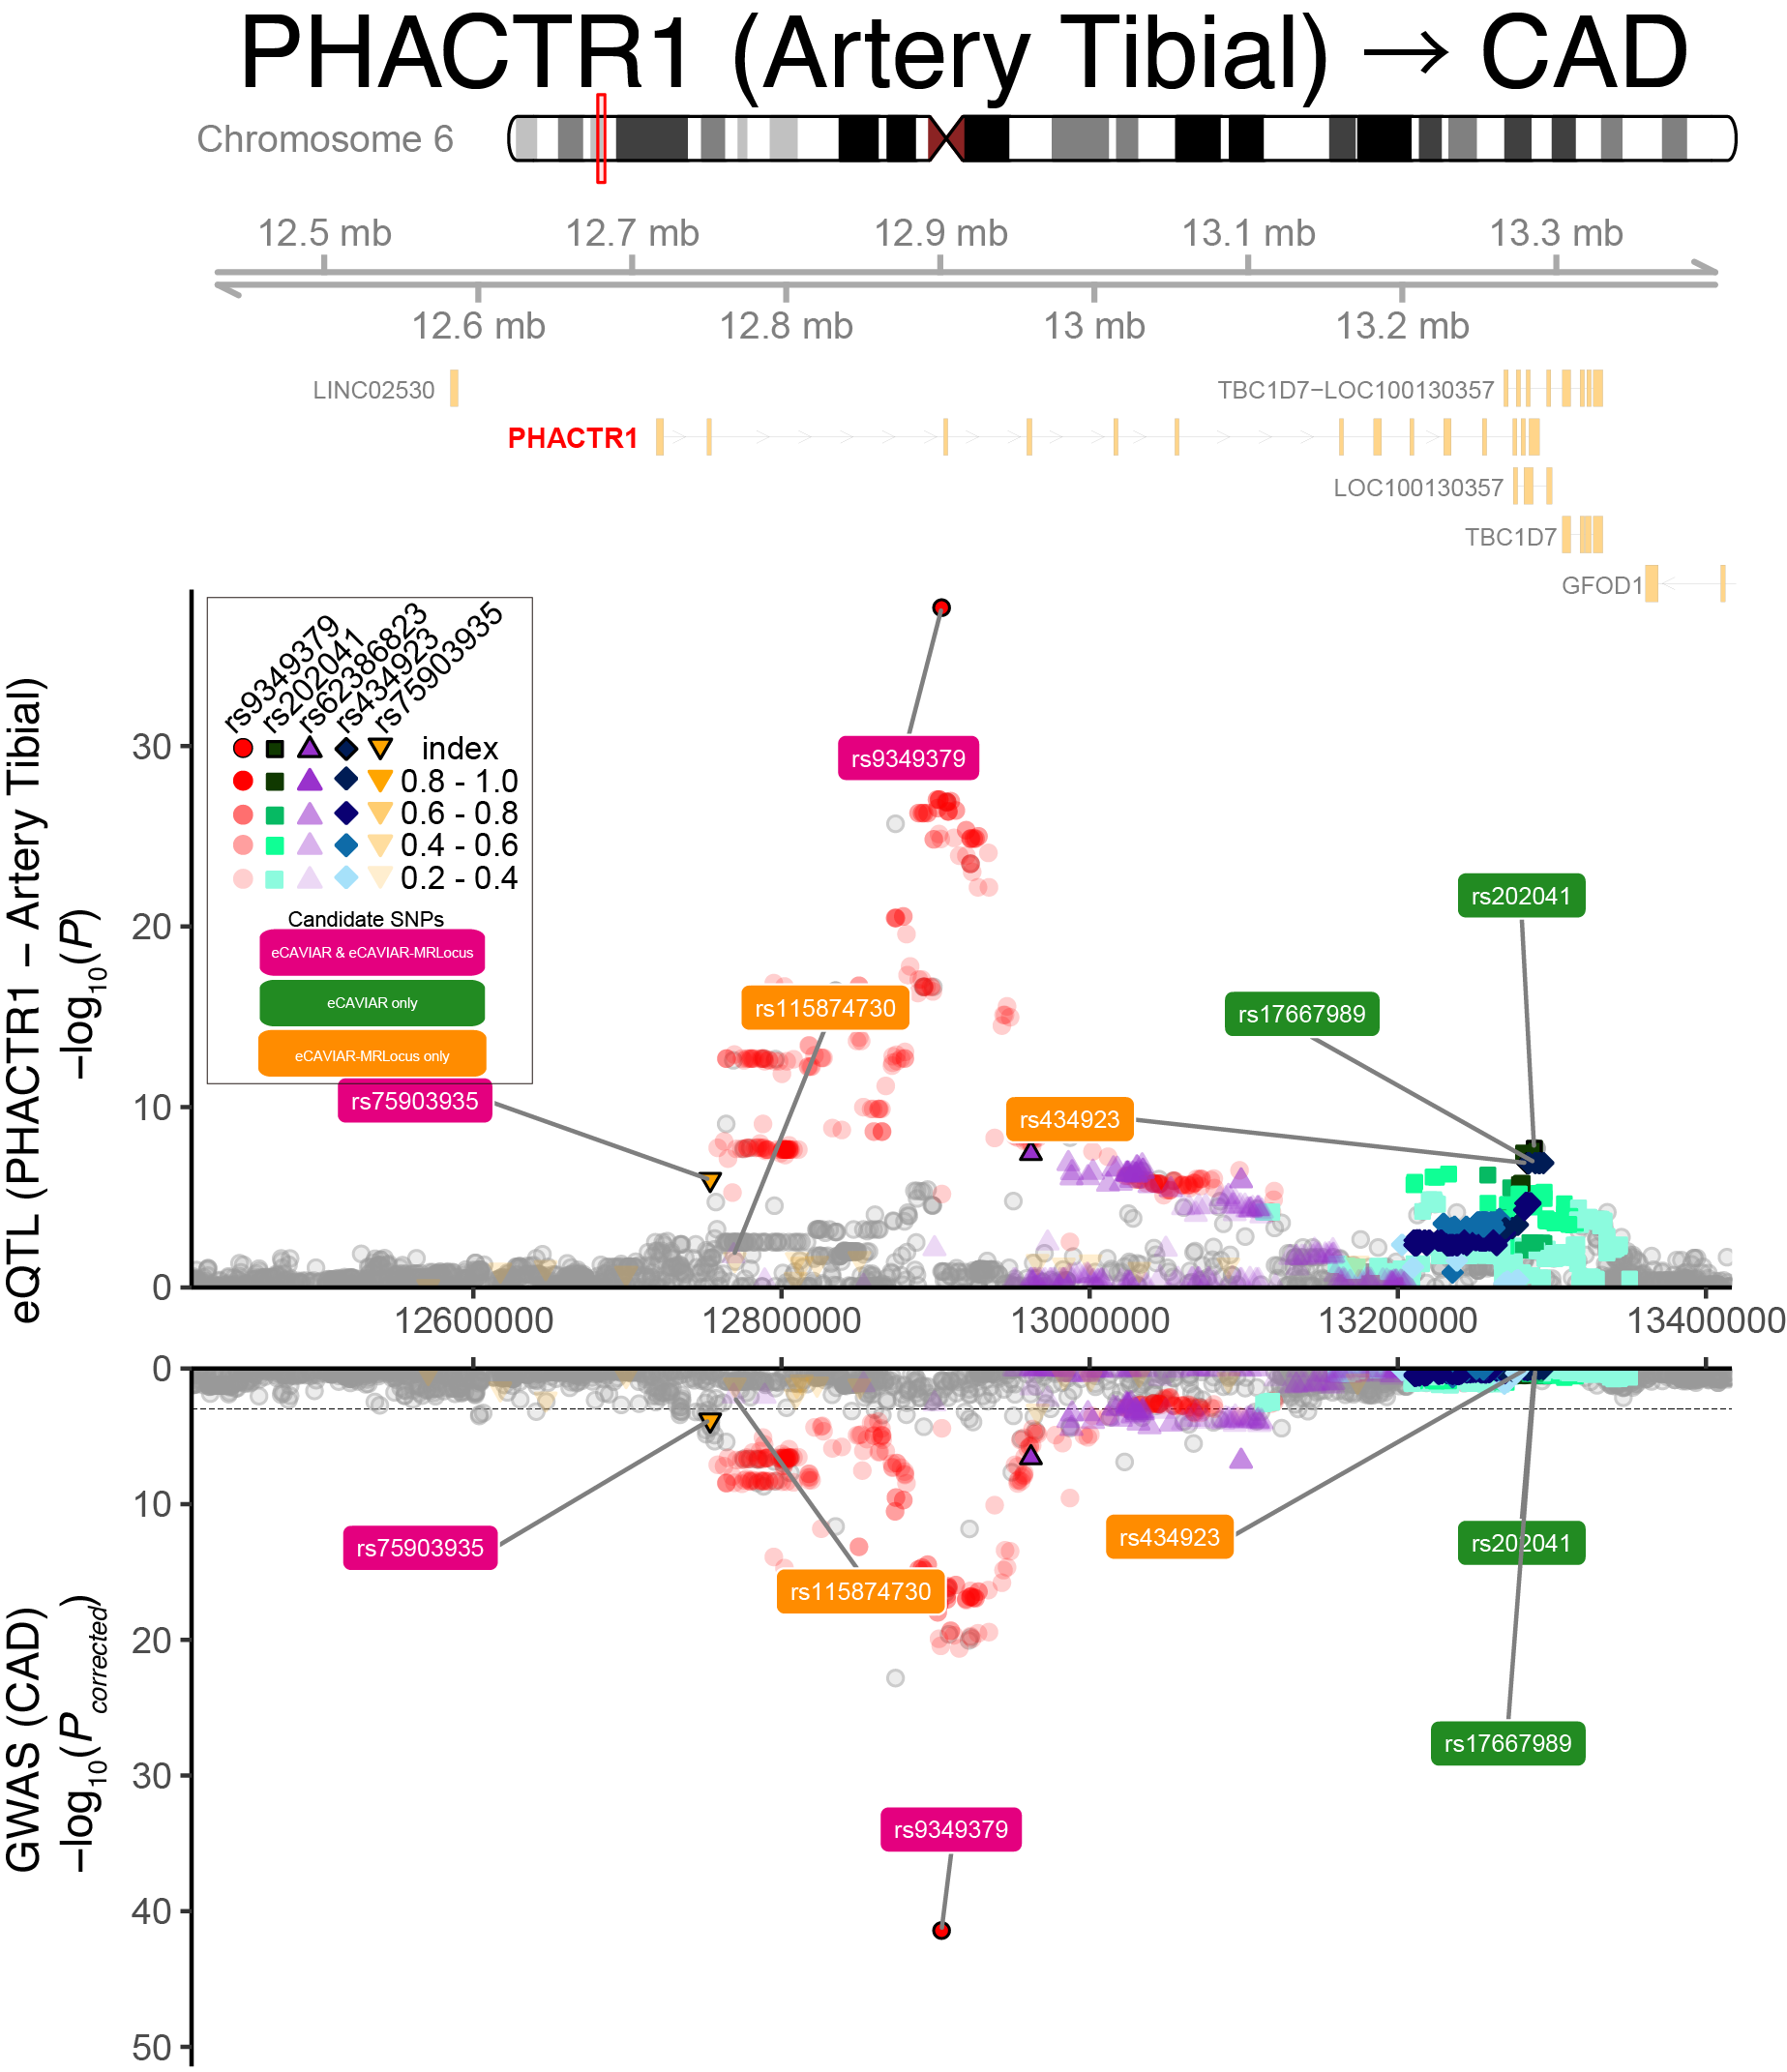 PHACTR1 (Artery Tibial) → CAD
Chromosome 6
12.5 mb 12.7 mb 12.9 mb 13.1 mb 13.3 mb
12.6 mb 12.8 mb 13 mb 13.2 mb
LINC02530 TBC1D7−LOC100130357
PHACTR1
LOC100130357
TBC1D7
GFOD1
eQTL (PHACTR1 − Artery Tibial)
−log10(P)
30
20
10
0
rs9349379 rs202041 rs62386823 rs434923 rs75903935
index
0.8 - 1.0
0.6 - 0.8
0.4 - 0.6
0.2 - 0.4
Candidate SNPs
eCAVIAR & eCAVIAR-MRLocus
eCAVIAR only
eCAVIAR-MRLocus only
rs9349379
rs202041
rs115874730
rs17667989
rs75903935
rs434923
12600000 12800000 13000000 13200000 13400000
GWAS (CAD)
−log10(Pcorrected)
0
10
20
30
40
50
rs75903935
rs434923
rs202041
rs115874730
rs17667989
rs9349379